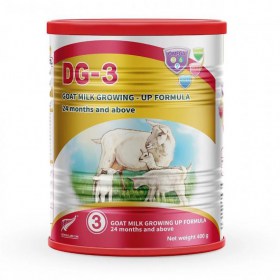 DG-3
GOAT MILK GROWING - UP FORMULA
24 months and above
3
GOAT MILK GROWING UP FORMULA
24 months and above
Net weight 400 g